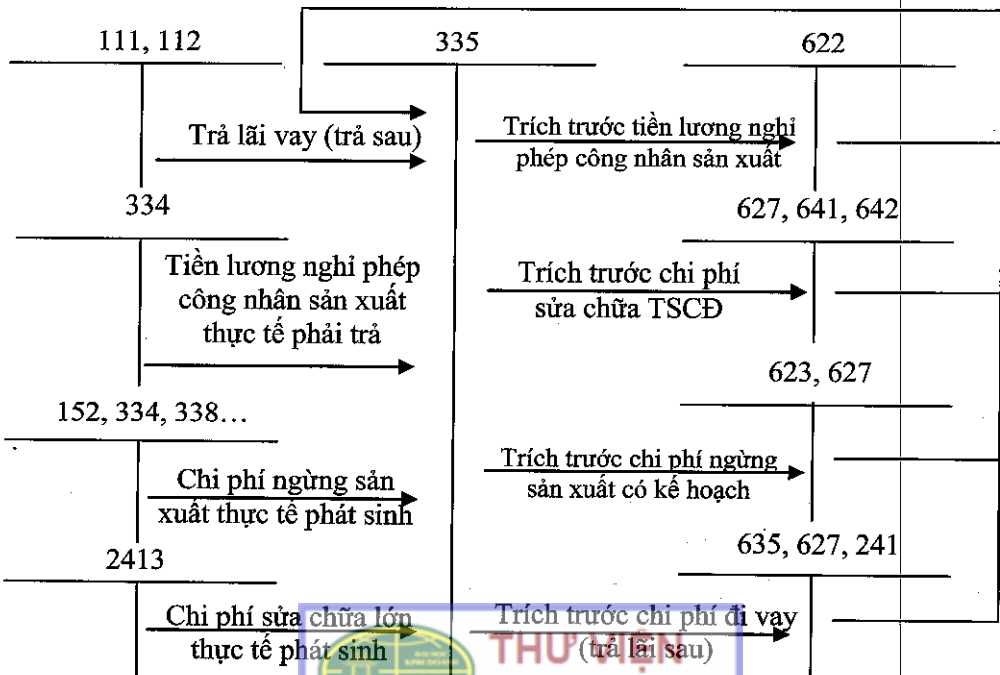 111, 112
335
622
Trả lãi vay (trả sau)
Trích trước tiền lương nghỉ
phép công nhân sản xuất
334
627, 641, 642
Tiền lương nghỉ phép
công nhân sản xuất
thực tế phải trả
Trích trước chi phí
sửa chữa TSCĐ
623, 627
152, 334, 338...
Chi phí ngừng sản
xuất thực tế phát sinh
Trích trước chi phí ngừng
sản xuất có kế hoạch
2413
635, 627, 241
Chi phí sửa chữa lớn
thực tế phát sinh
Trích trước chi phí đi vay
(trả lãi sau)
ĐẠI HỌC
KINH DOANH
THƯ VIỆN